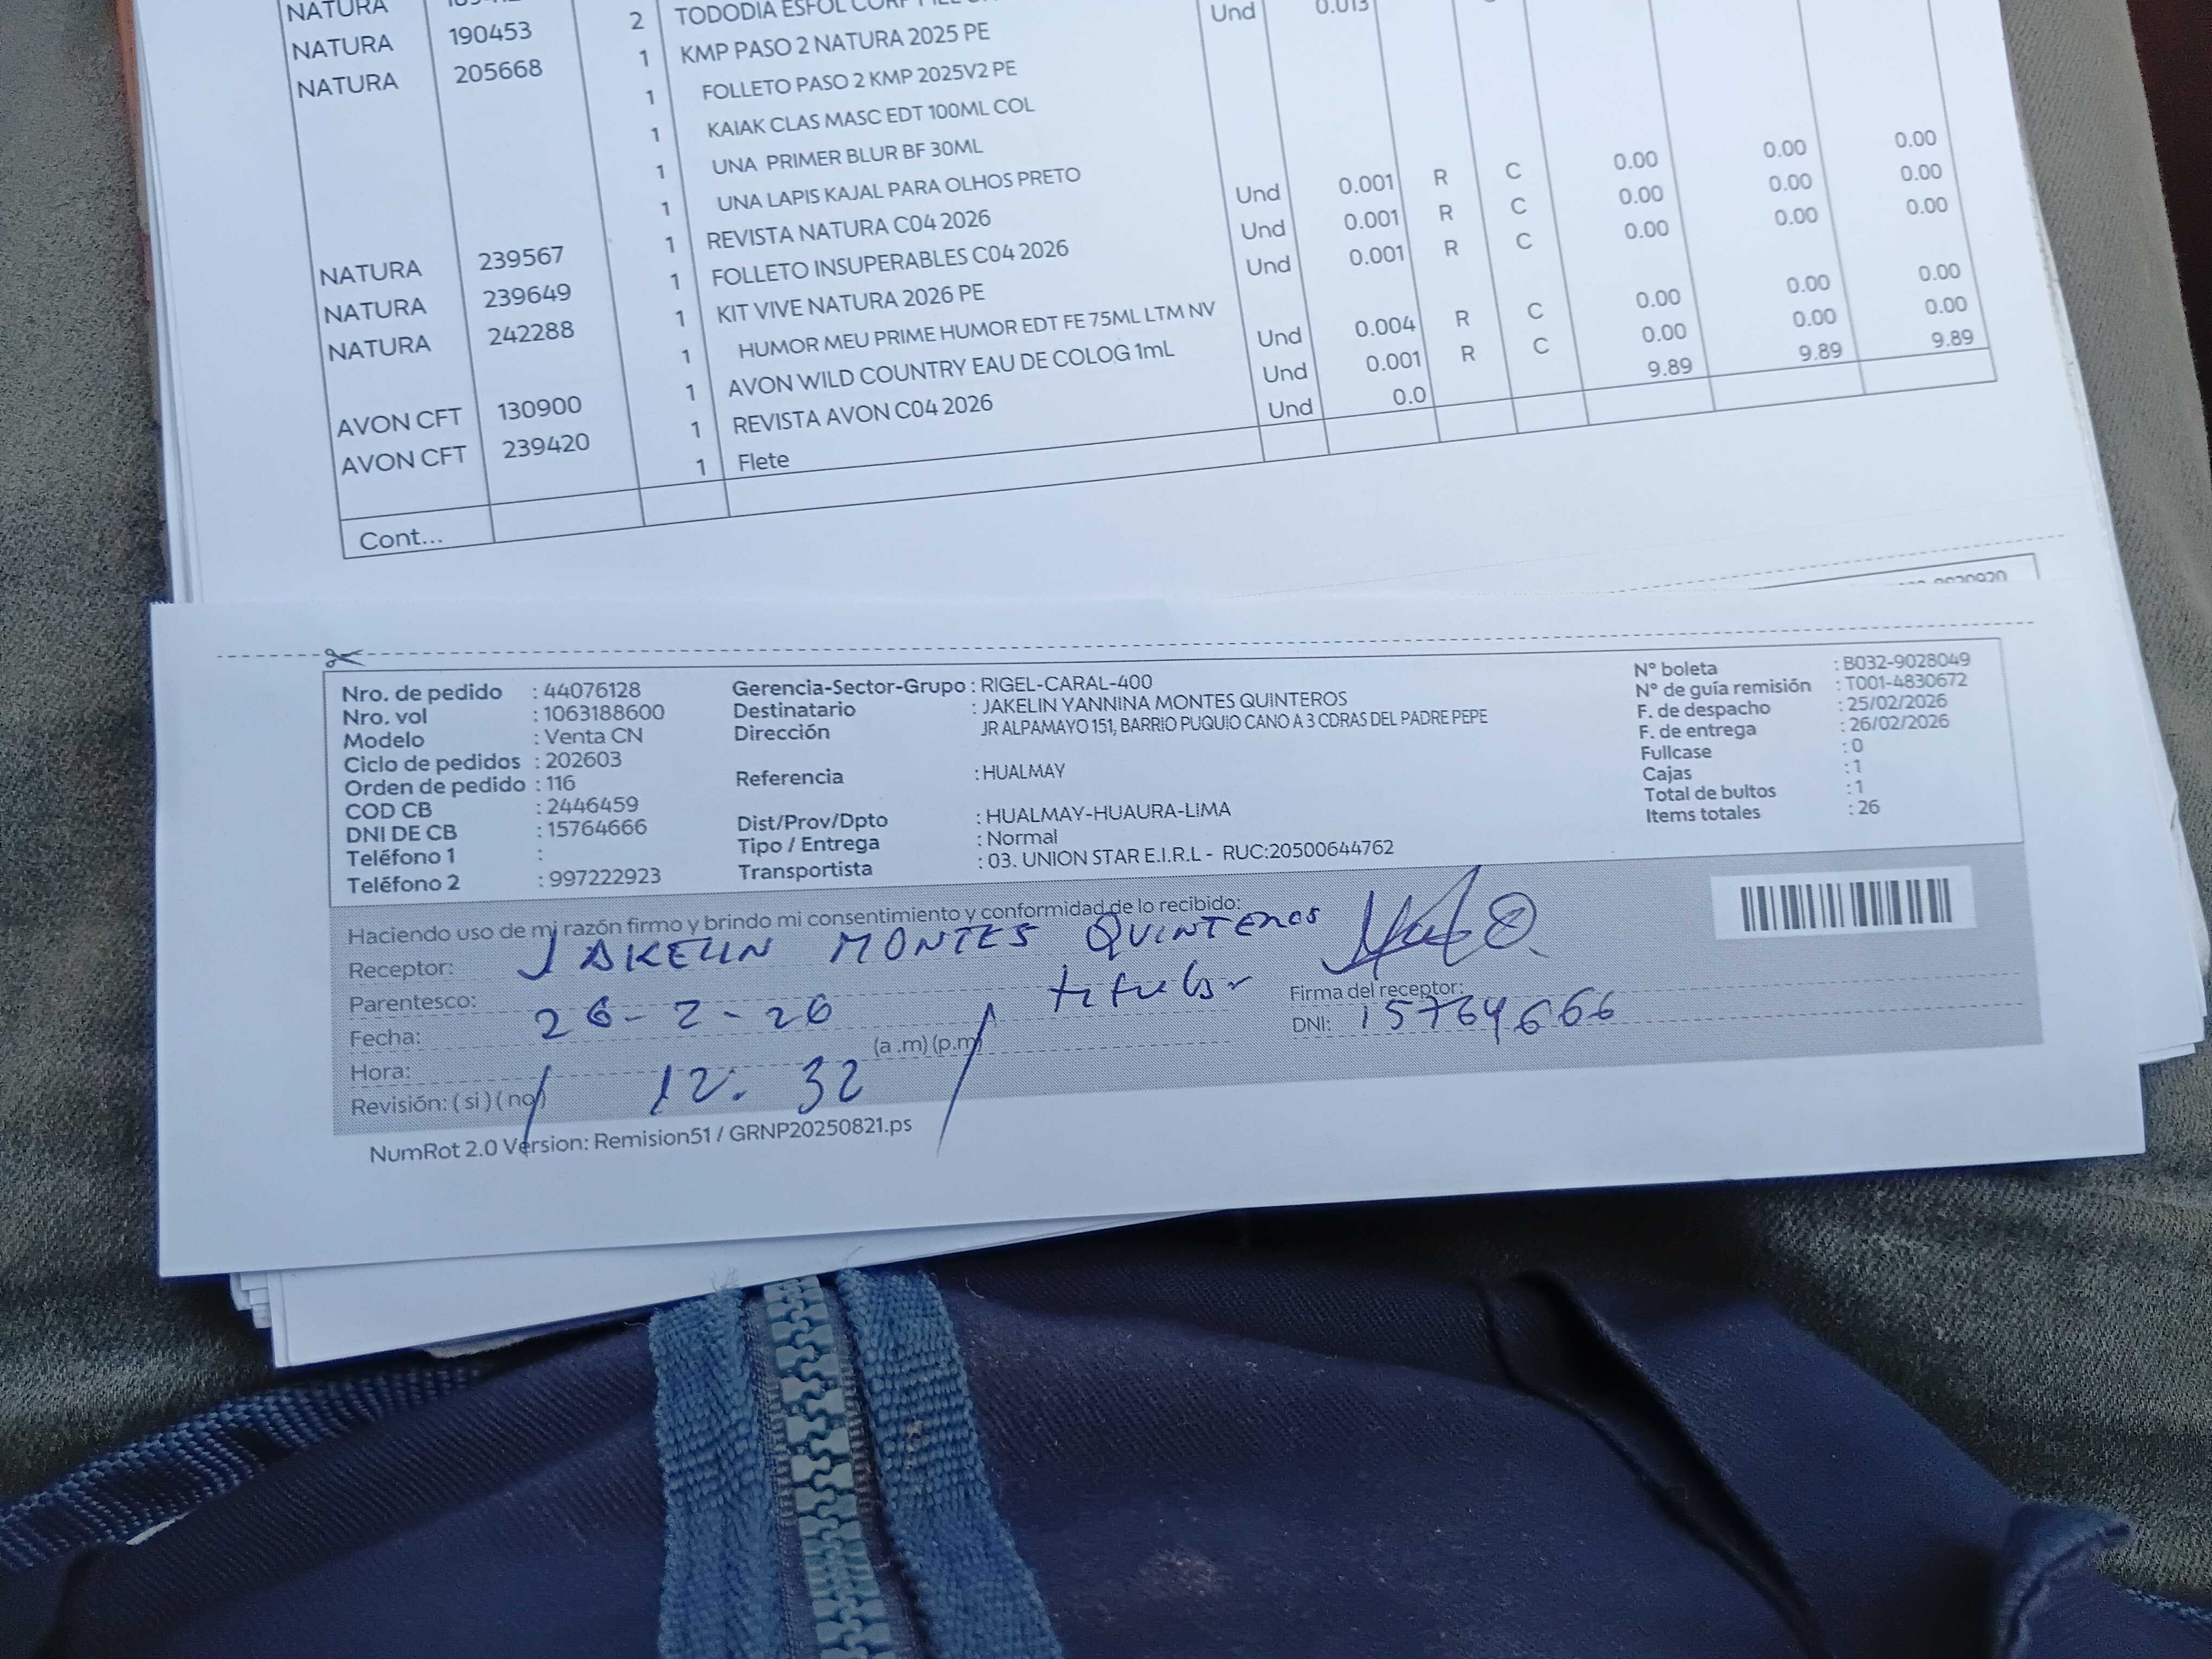 NATURA
NATURA 190453 2 TODODIA ESFOL Und 0.013
NATURA 205668 1 KMP PASO 2 NATURA 2025 PE
1 FOLLETO PASO 2 KMP 2025V2 PE
1 KAIAK CLAS MASC EDT 100ML COL
1 UNA PRIMER BLUR BF 30ML
1 UNA LAPIS KAJAL PARA OLHOS PRETO
NATURA 239567 1 REVISTA NATURA C04 2026 Und 0.001 R C 0.00 0.00 0.00
NATURA 239649 1 FOLLETO INSUPERABLES C04 2026 Und 0.001 R C 0.00 0.00 0.00
NATURA 242288 1 KIT VIVE NATURA 2026 PE Und 0.001 R C 0.00 0.00 0.00
1 HUMOR MEU PRIME HUMOR EDT FE 75ML LTM NV
AVON CFT 130900 1 AVON WILD COUNTRY EAU DE COLOG 1mL Und 0.004 R C 0.00 0.00 0.00
AVON CFT 239420 1 REVISTA AVON C04 2026 Und 0.001 R C 0.00 0.00 0.00
1 Flete Und 0.0 9.89 9.89 9.89
Cont...
Nro. de pedido : 44076128 Gerencia-Sector-Grupo : RIGEL-CARAL-400 N° boleta : B032-9028049
Nro. vol : 1063188600 Destinatario : JAKELIN YANNINA MONTES QUINTEROS N° de guía remisión : T001-4830672
Modelo : Venta CN Dirección JR ALPAMAYO 151, BARRIO PUQUIO CANO A 3 CDRAS DEL PADRE PEPE F. de despacho : 25/02/2026
Ciclo de pedidos : 202603 F. de entrega : 26/02/2026
Orden de pedido : 116 Referencia : HUALMAY Fullcase : 0
COD CB : 2446459 Cajas : 1
DNI DE CB : 15764666 Dist/Prov/Dpto : HUALMAY-HUAURA-LIMA Total de bultos : 1
Teléfono 1 : Tipo / Entrega : Normal Items totales : 26
Teléfono 2 : 997222923 Transportista : 03. UNION STAR E.I.R.L - RUC:20500644762
Haciendo uso de mi razón firmo y brindo mi consentimiento y conformidad de lo recibido:
Receptor: JAKELIN MONTES QUINTEROS
Parentesco: titular Firma del receptor:
Fecha: 26-2-26 DNI: 15764666
Hora: 12.32 (a .m) (p.m)
Revisión: ( si ) ( no )
NumRot 2.0 Version: Remision51 / GRNP20250821.ps